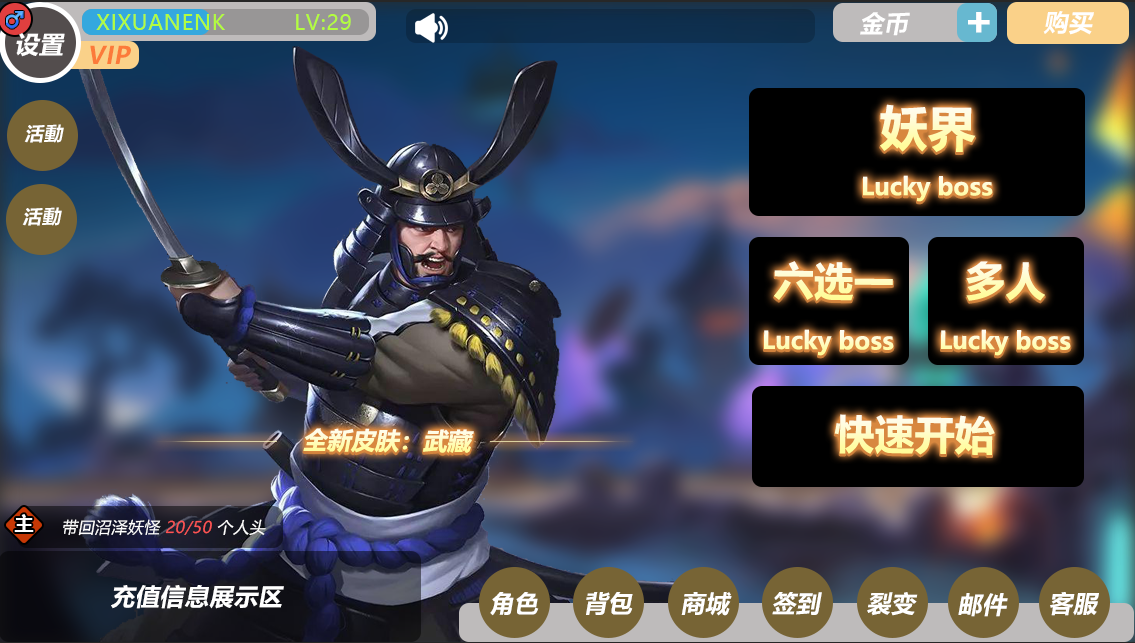 XIXUANENK LV:29
设置
VIP
金币 +
购买
活動
活動
妖界
Lucky boss
六选一
Lucky boss
多人
Lucky boss
快速开始
全新皮肤：武藏
主 带回沼泽妖怪 20/50 个人头
充值信息展示区
角色 背包 商城 签到 裂变 邮件 客服